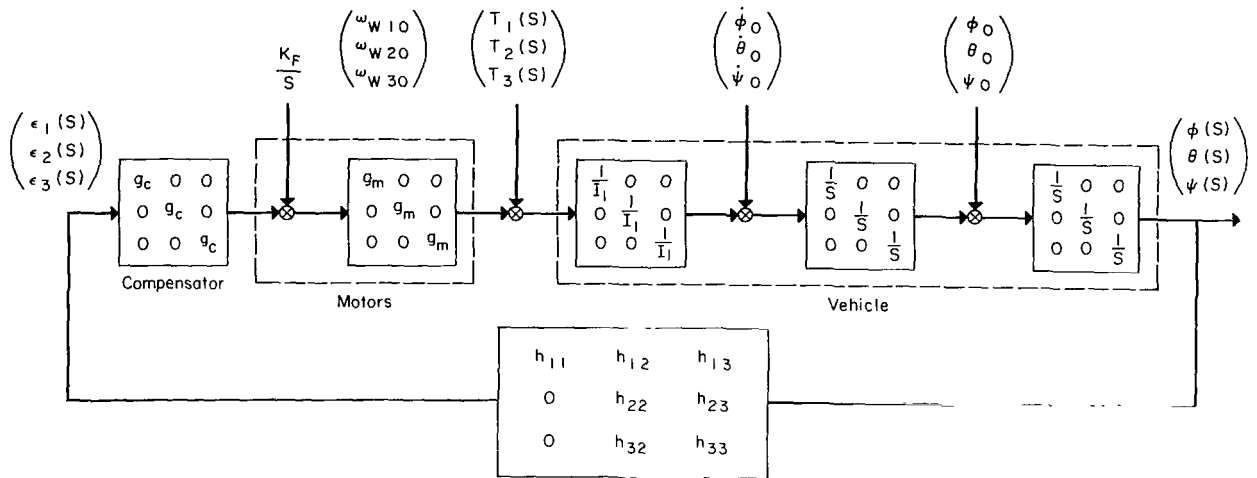 K_F
S
ω_W10
ω_W20
ω_W30
T_1(S)
T_2(S)
T_3(S)
φ̇_0
θ̇_0
ψ̇_0
φ_0
θ_0
ψ_0
ϵ_1(S)
ϵ_2(S)
ϵ_3(S)
φ(S)
θ(S)
ψ(S)
g_c 0 0
0 g_c 0
0 0 g_c
Compensator
g_m 0 0
0 g_m 0
0 0 g_m
Motors
1/I_1 0 0
0 1/I_1 0
0 0 1/I_1
1/S 0 0
0 1/S 0
0 0 1/S
1/S 0 0
0 1/S 0
0 0 1/S
Vehicle
h_11 h_12 h_13
0 h_22 h_23
0 h_32 h_33